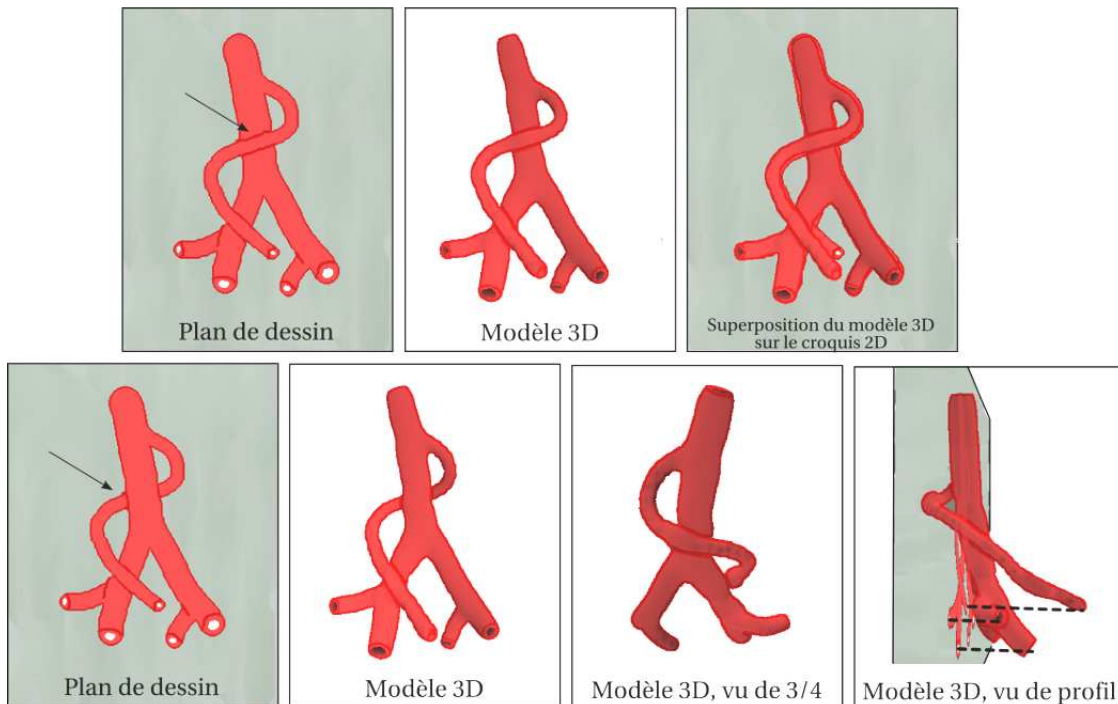 Plan de dessin
Modèle 3D
Superposition du modèle 3D
sur le croquis 2D
Plan de dessin
Modèle 3D
Modèle 3D, vu de 3/4
Modèle 3D, vu de profil